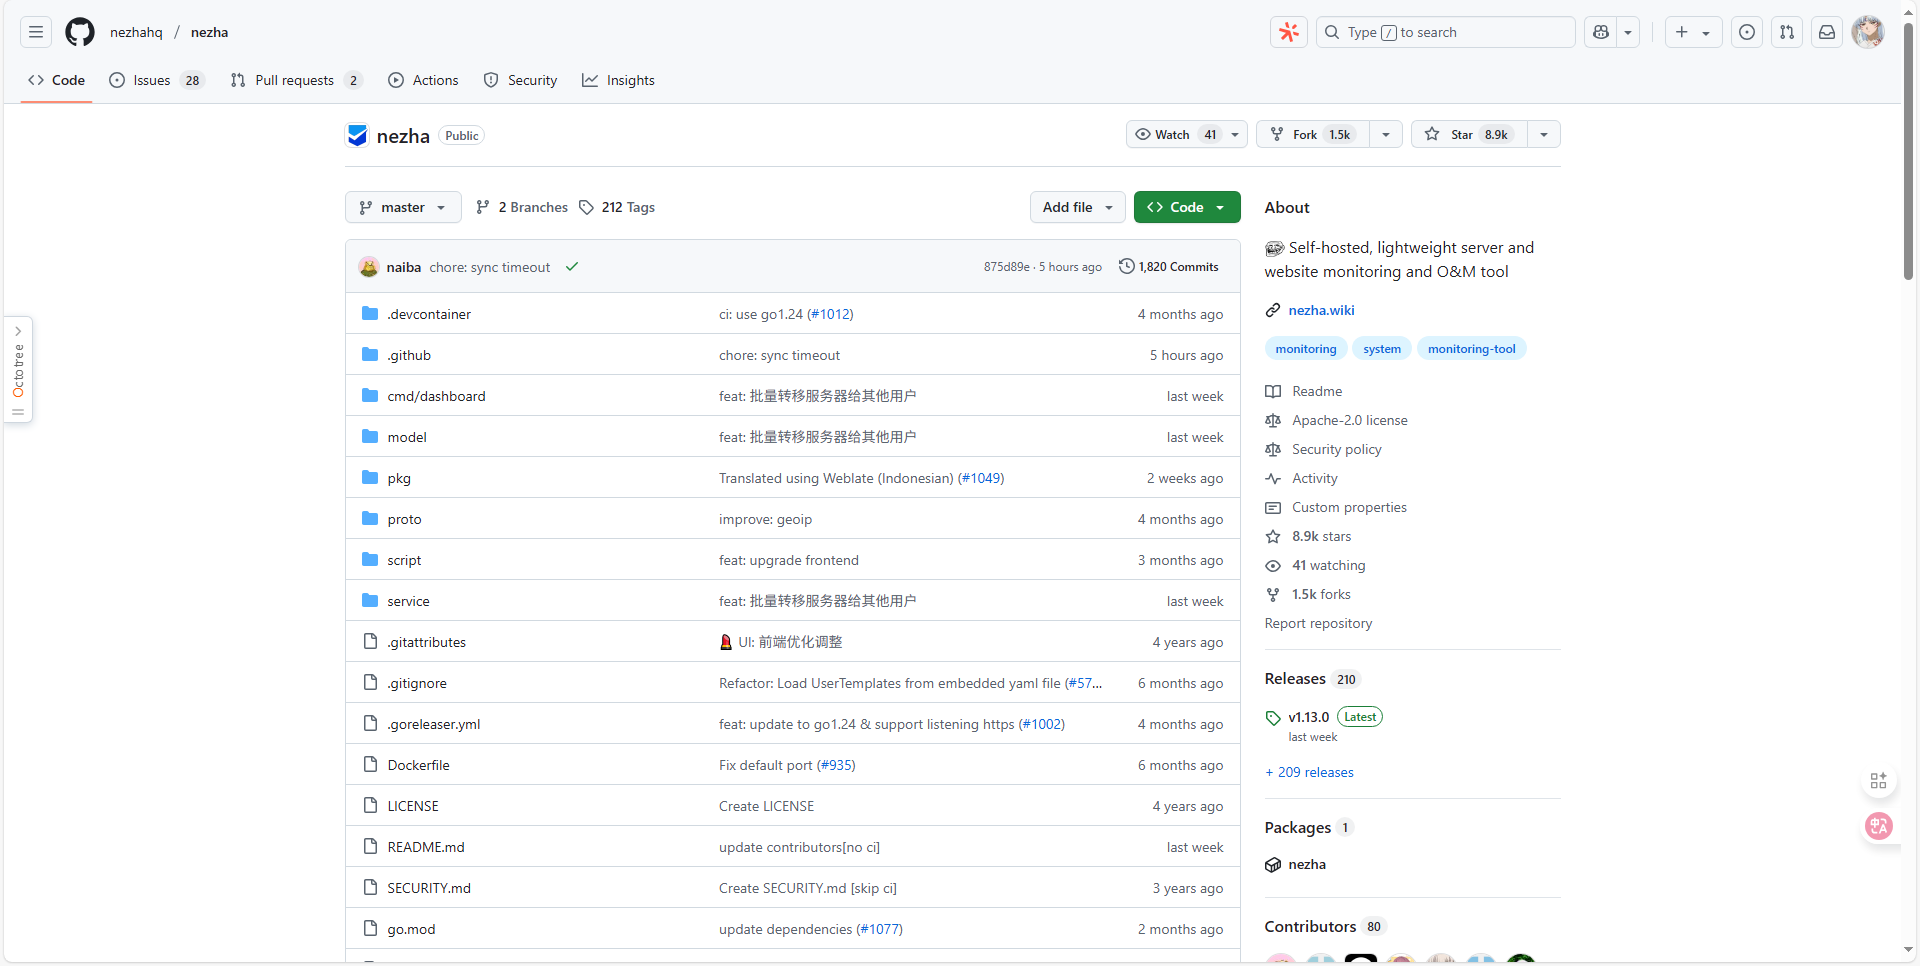 nezhahq / nezha
Type / to search
Code
Issues 28
Pull requests 2
Actions
Security
Insights
nezha Public
Watch 41
Fork 1.5k
Star 8.9k
master
2 Branches
212 Tags
Add file
Code
naiba chore: sync timeout
875d89e · 5 hours ago
1,820 Commits
.devcontainer ci: use go1.24 (#1012) 4 months ago
.github chore: sync timeout 5 hours ago
cmd/dashboard feat: 批量转移服务器给其他用户 last week
model feat: 批量转移服务器给其他用户 last week
pkg Translated using Weblate (Indonesian) (#1049) 2 weeks ago
proto improve: geoip 4 months ago
script feat: upgrade frontend 3 months ago
service feat: 批量转移服务器给其他用户 last week
.gitattributes UI: 前端优化调整 4 years ago
.gitignore Refactor: Load UserTemplates from embedded yaml file (#57... 6 months ago
.goreleaser.yml feat: update to go1.24 & support listening https (#1002) 4 months ago
Dockerfile Fix default port (#935) 6 months ago
LICENSE Create LICENSE 4 years ago
README.md update contributors[no ci] last week
SECURITY.md Create SECURITY.md [skip ci] 3 years ago
go.mod update dependencies (#1077) 2 months ago
About
Self-hosted, lightweight server and
website monitoring and O&M tool
nezha.wiki
monitoring system monitoring-tool
Readme
Apache-2.0 license
Security policy
Activity
Custom properties
8.9k stars
41 watching
1.5k forks
Report repository
Releases 210
v1.13.0 Latest
last week
+ 209 releases
Packages 1
nezha
Contributors 80
Octotree
中A